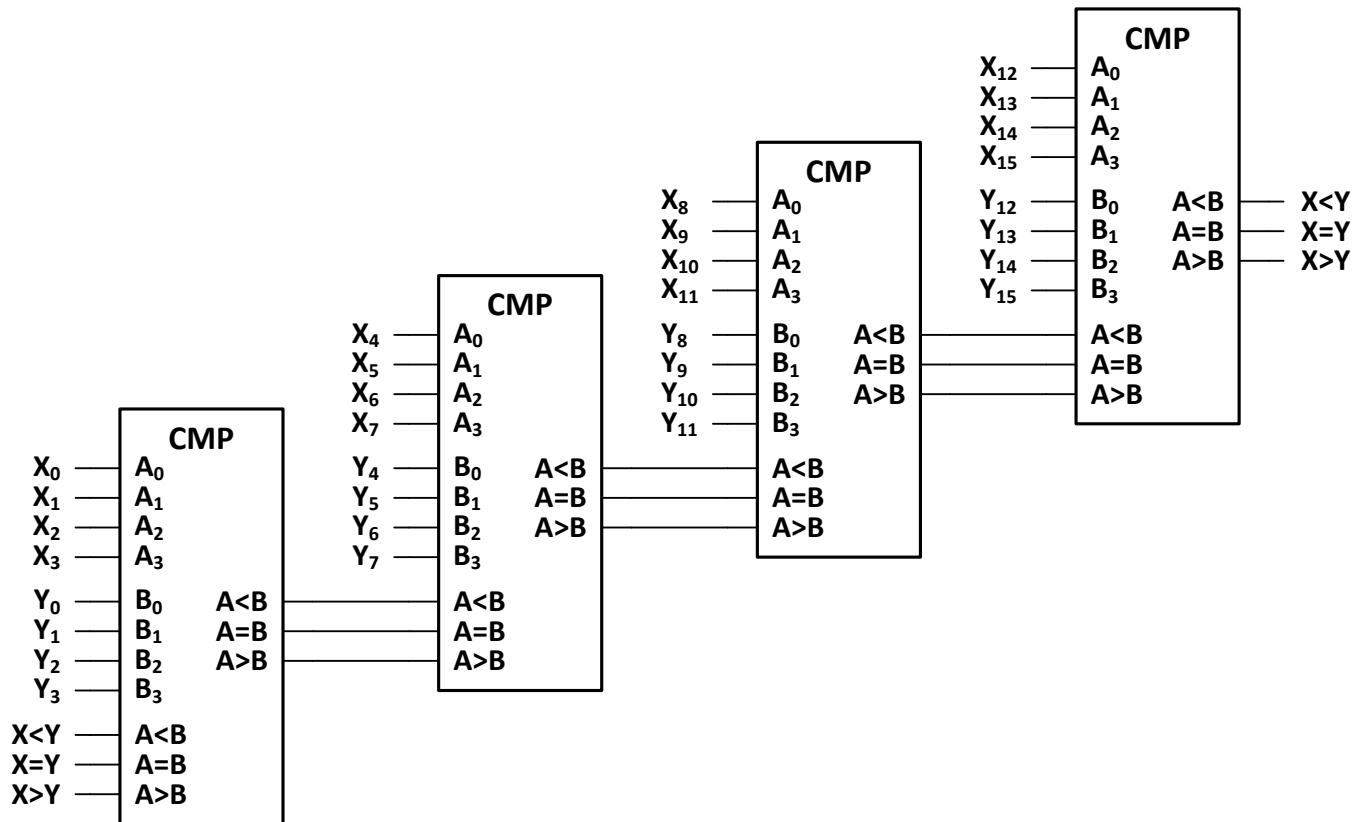 CMP
X₁₂ A₀
X₁₃ A₁
X₁₄ A₂
X₁₅ A₃
Y₁₂ B₀ A<B X<Y
Y₁₃ B₁ A=B X=Y
Y₁₄ B₂ A>B X>Y
Y₁₅ B₃
A<B
A=B
A>B
CMP
X₈ A₀
X₉ A₁
X₁₀ A₂
X₁₁ A₃
Y₈ B₀ A<B
Y₉ B₁ A=B
Y₁₀ B₂ A>B
Y₁₁ B₃
A<B
A=B
A>B
CMP
X₄ A₀
X₅ A₁
X₆ A₂
X₇ A₃
Y₄ B₀ A<B
Y₅ B₁ A=B
Y₆ B₂ A>B
Y₇ B₃
A<B
A=B
A>B
CMP
X₀ A₀
X₁ A₁
X₂ A₂
X₃ A₃
Y₀ B₀ A<B
Y₁ B₁ A=B
Y₂ B₂ A>B
Y₃ B₃
X<Y A<B
X=Y A=B
X>Y A>B